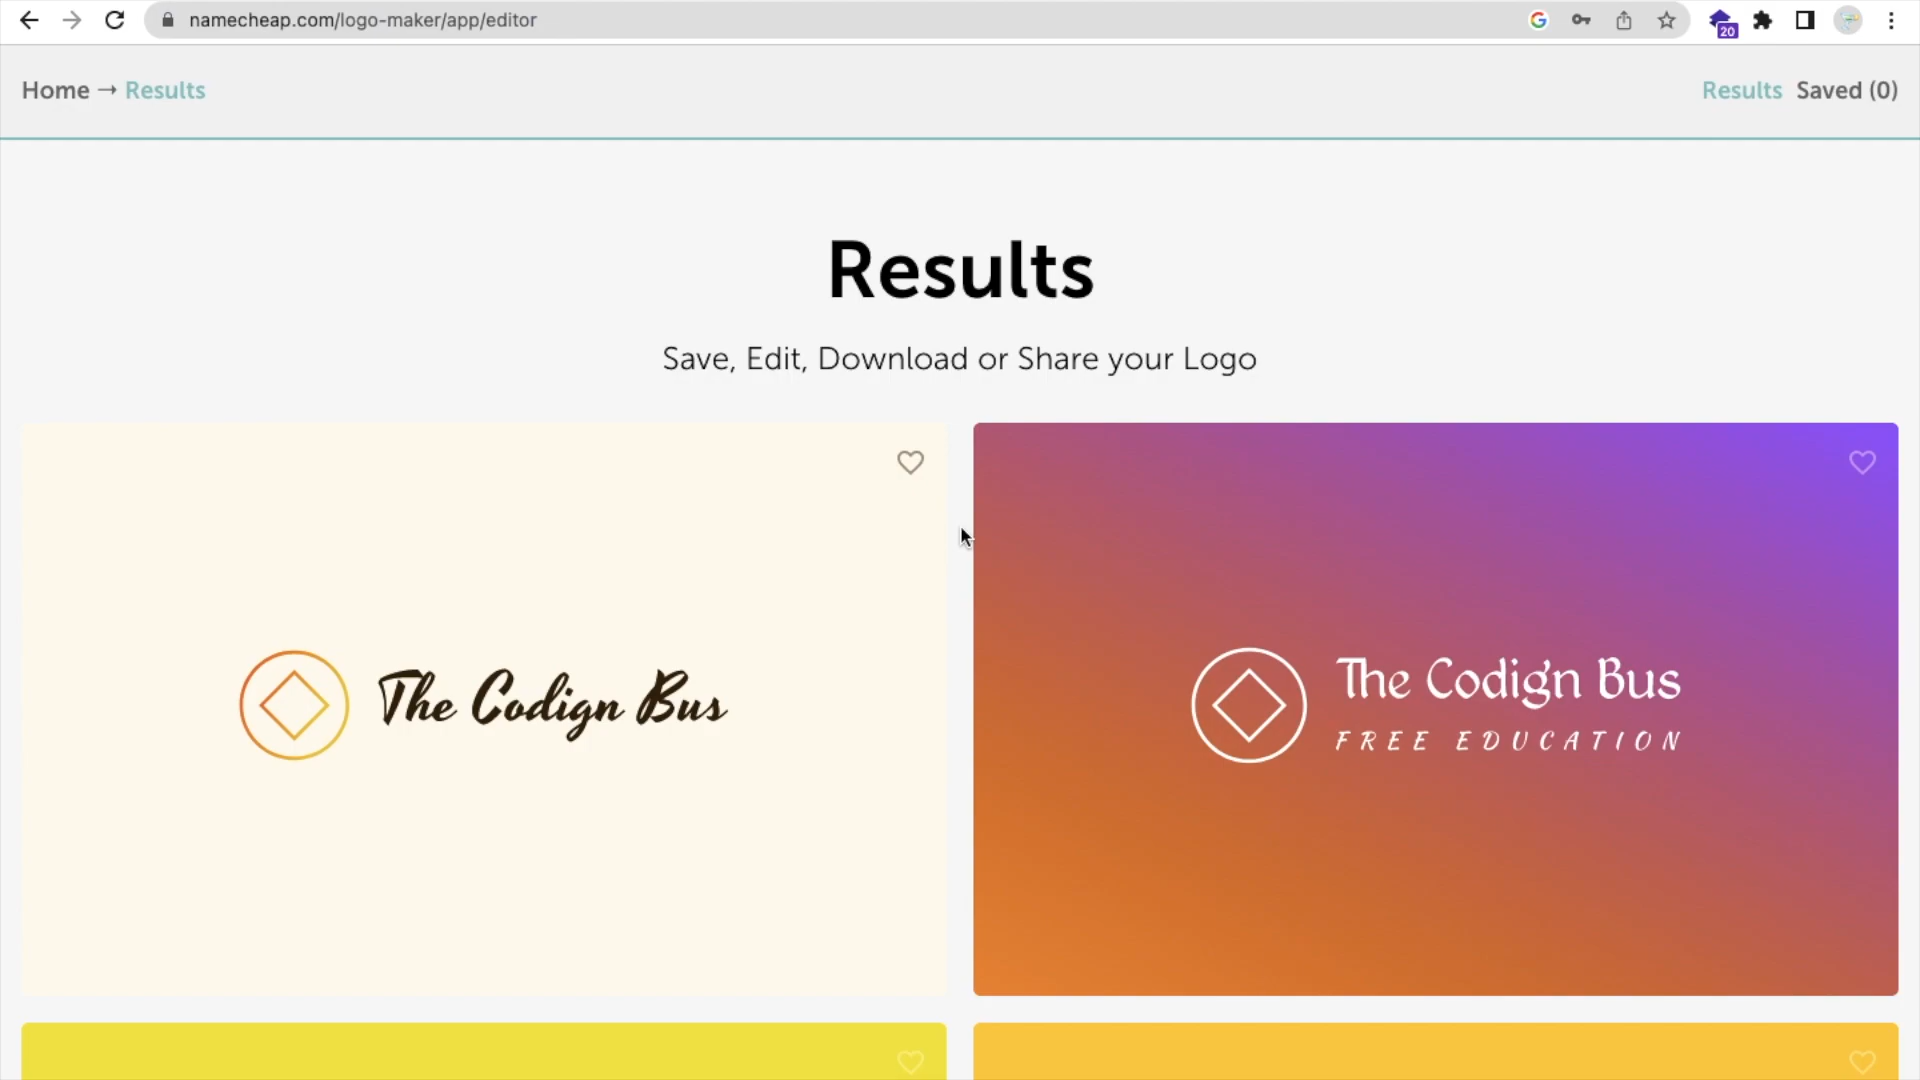 namecheap.com/logo-maker/app/editor
20
Home → Results
Results Saved (0)
Results
Save, Edit, Download or Share your Logo
The Codign Bus
The Codign Bus
FREE EDUCATION